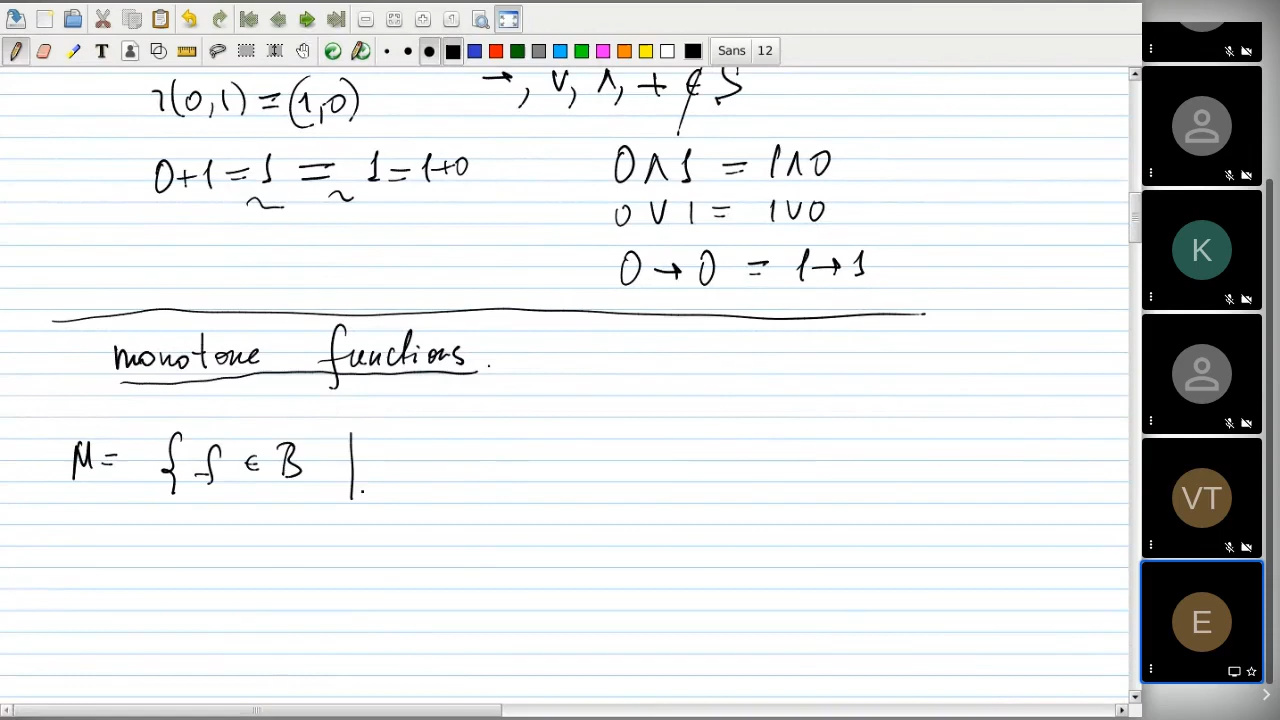 Sans 12
→, ∨, ∧, + ∉ S
¬(0,1) = (1,0)
0+1 = 1 = 1 = 1+0
0 ∧ 1 = 1 ∧ 0
0 ∨ 1 = 1 ∨ 0
0 → 0 = 1 → 1
monotone functions.
M = { f ∈ B |
K
VT
E